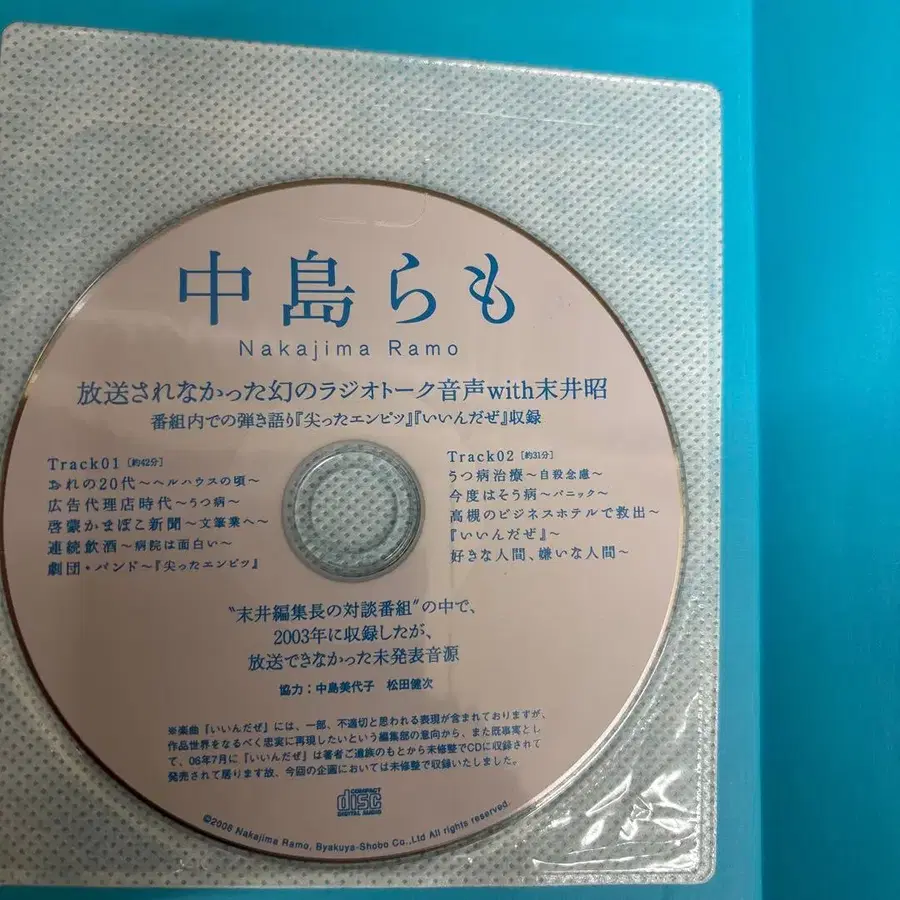 中島らも
Nakajima Ramo
放送されなかった幻のラジオトーク音声with末井昭
番組内での弾き語り『尖ったエンピツ』『いいんだぜ』収録
Track01［約42分］
おれの20代〜ヘルハウスの頃〜
広告代理店時代〜うつ病〜
啓蒙かまぼこ新聞〜文筆業へ〜
連続飲酒〜病院は面白い〜
劇団・バンド〜『尖ったエンピツ』
Track02［約31分］
うつ病治療〜自殺念慮〜
今度はそう病〜パニック〜
高槻のビジネスホテルで救出〜
『いいんだぜ』〜
好きな人間、嫌いな人間〜
"末井編集長の対談番組"の中で、
2003年に収録したが、
放送できなかった未発表音源
協力：中島美代子 松田健次
※楽曲『いいんだぜ』には、一部、不適切と思われる表現が含まれておりますが、
作品世界をなるべく忠実に再現したいという編集部の意向から、また既事実とし
て、06年7月に『いいんだぜ』は著者ご遺族のもとから未修整でCDに収録されて
発売されて居ります故、今回の企画においては未修整で収録いたしました。
COMPACT
disc
DIGITAL AUDIO
©2008 Nakajima Ramo, Byakuya-Shobo Co.,Ltd All rights reserved.